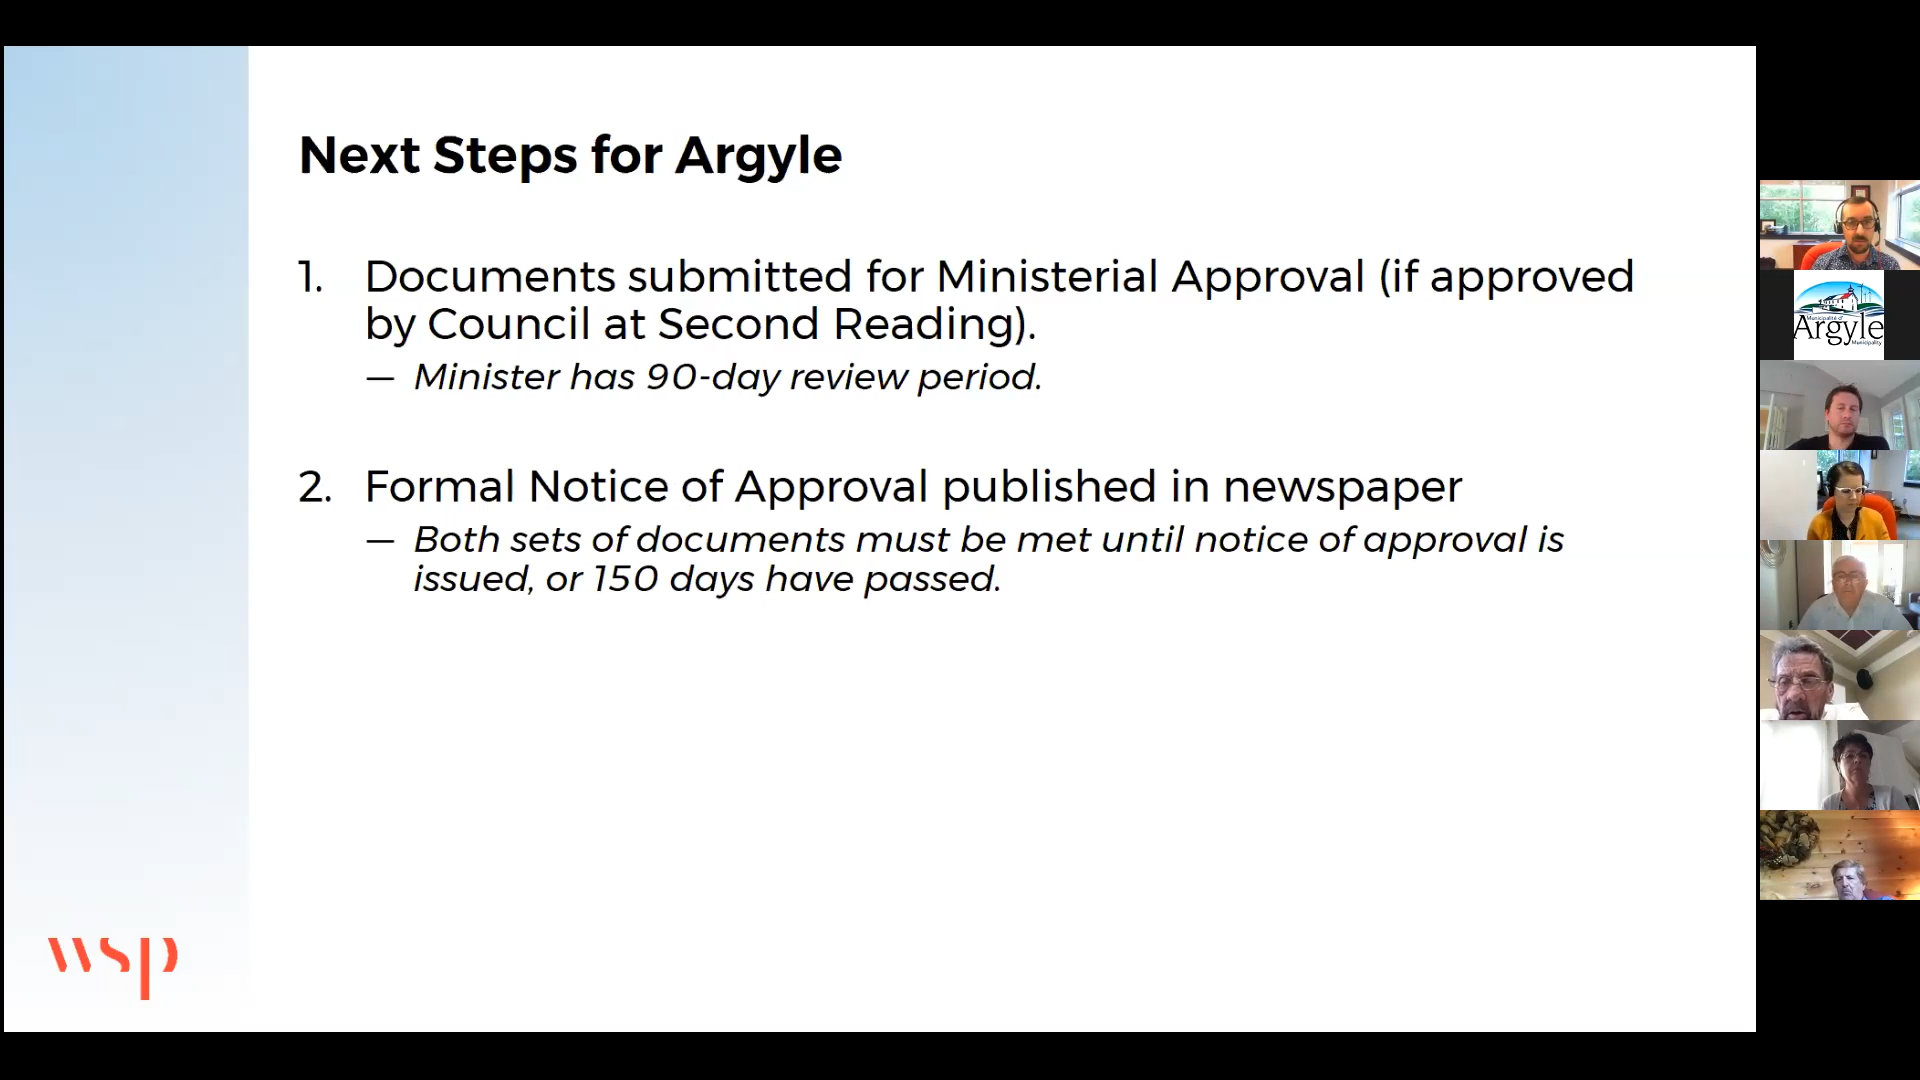 Next Steps for Argyle
1. Documents submitted for Ministerial Approval (if approved
by Council at Second Reading).
— Minister has 90-day review period.
2. Formal Notice of Approval published in newspaper
— Both sets of documents must be met until notice of approval is
issued, or 150 days have passed.
wsp
Municipalité d'
Argyle
Municipality